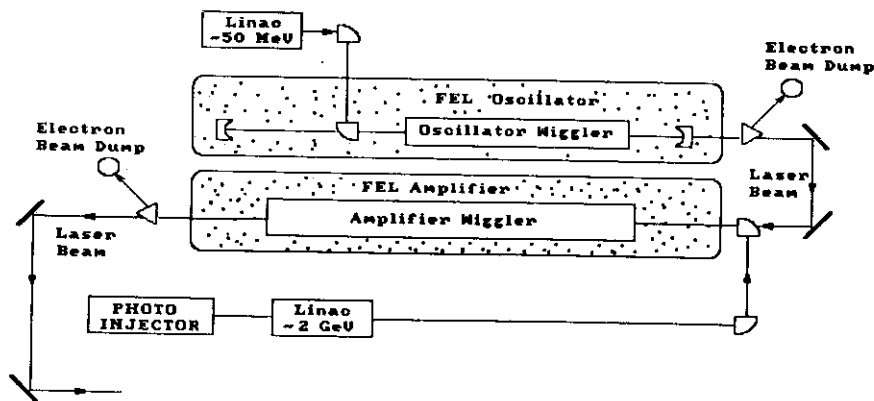 Linac
~50 MeV
Electron
Beam Dump
FEL Oscillator
Oscillator Wiggler
Electron
Beam Dump
Laser
Beam
FEL Amplifier
Amplifier Wiggler
Laser
Beam
PHOTO
INJECTOR
Linac
~2 GeV